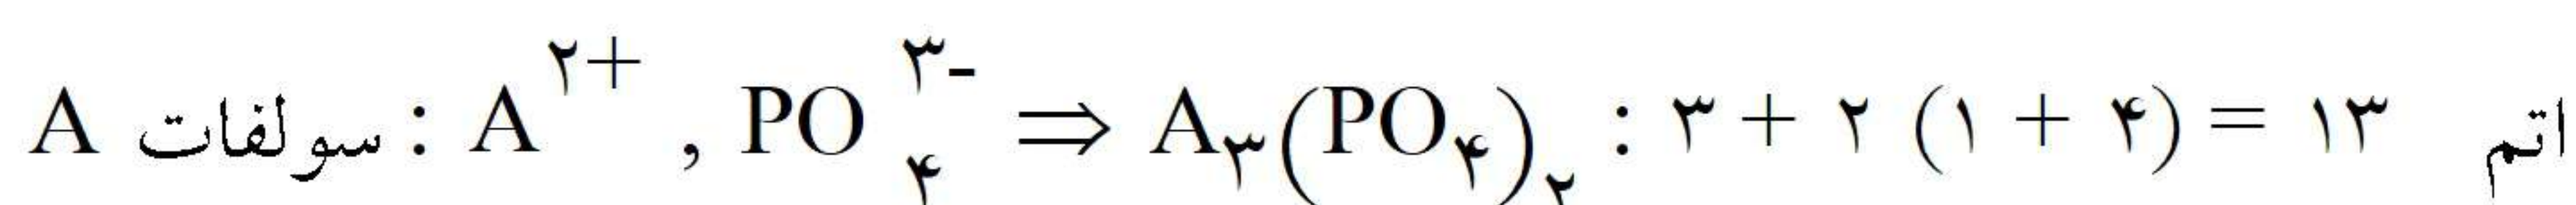 A سولفات : A^۲+ , PO_۴^۳- ⇒ A_۳(PO_۴)_۲ : ۳ + ۲ (۱ + ۴) = ۱۳ اتم